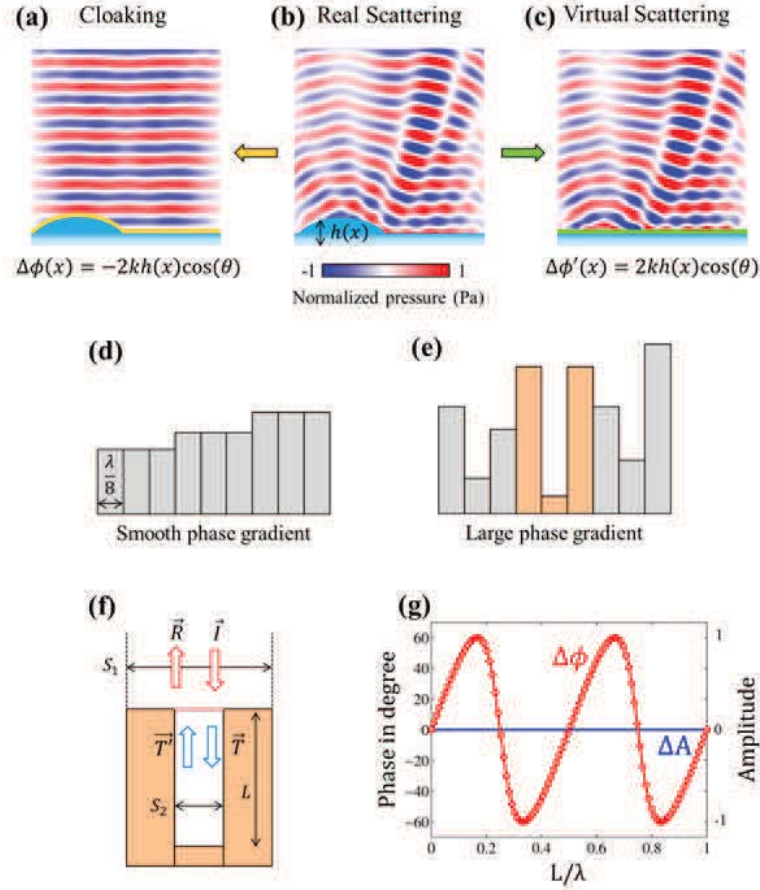 (a) Cloaking
(b) Real Scattering
(c) Virtual Scattering
h(x)
Δϕ(x) = −2kh(x)cos(θ)
-1 1
Normalized pressure (Pa)
Δϕ′(x) = 2kh(x)cos(θ)
(d)
λ
8
Smooth phase gradient
(e)
Large phase gradient
(f)
R⃗ I⃗
S₁
T⃗′ T⃗
S₂
L
(g)
Phase in degree
60
40
20
0
-20
-40
-60
Δϕ
ΔA
1
0
-1
Amplitude
0 0.2 0.4 0.6 0.8 1
L/λ